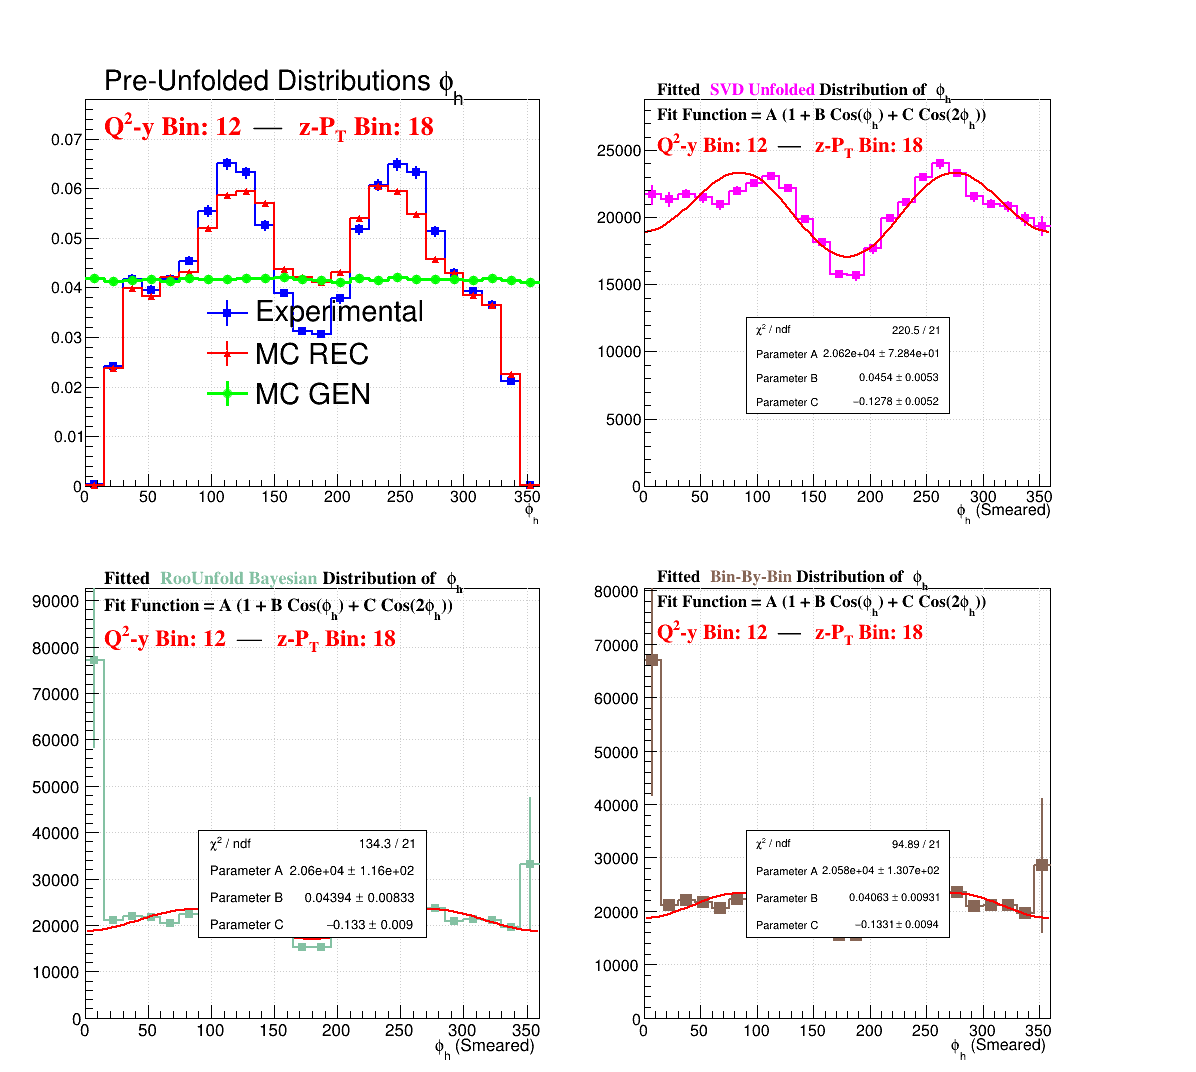 Pre-Unfolded Distributions ϕh
Q2-y Bin: 12 — z-PT Bin: 18
0.07
0.06
0.05
0.04
0.03
0.02
0.01
0
Experimental
MC REC
MC GEN
0 50 100 150 200 250 300 350
ϕh
Fitted SVD Unfolded Distribution of ϕh
Fit Function = A (1 + B Cos(ϕh) + C Cos(2ϕh))
Q2-y Bin: 12 — z-PT Bin: 18
25000
20000
15000
10000
5000
0
χ2 / ndf 220.5 / 21
Parameter A 2.062e+04 ± 7.284e+01
Parameter B 0.0454 ± 0.0053
Parameter C −0.1278 ± 0.0052
0 50 100 150 200 250 300 350
ϕh (Smeared)
Fitted RooUnfold Bayesian Distribution of ϕh
Fit Function = A (1 + B Cos(ϕh) + C Cos(2ϕh))
Q2-y Bin: 12 — z-PT Bin: 18
90000
80000
70000
60000
50000
40000
30000
20000
10000
0
χ2 / ndf 134.3 / 21
Parameter A 2.06e+04 ± 1.16e+02
Parameter B 0.04394 ± 0.00833
Parameter C −0.133 ± 0.009
0 50 100 150 200 250 300 350
ϕh (Smeared)
Fitted Bin-By-Bin Distribution of ϕh
Fit Function = A (1 + B Cos(ϕh) + C Cos(2ϕh))
Q2-y Bin: 12 — z-PT Bin: 18
80000
70000
60000
50000
40000
30000
20000
10000
0
χ2 / ndf 94.89 / 21
Parameter A 2.058e+04 ± 1.307e+02
Parameter B 0.04063 ± 0.00931
Parameter C −0.1331 ± 0.0094
0 50 100 150 200 250 300 350
ϕh (Smeared)